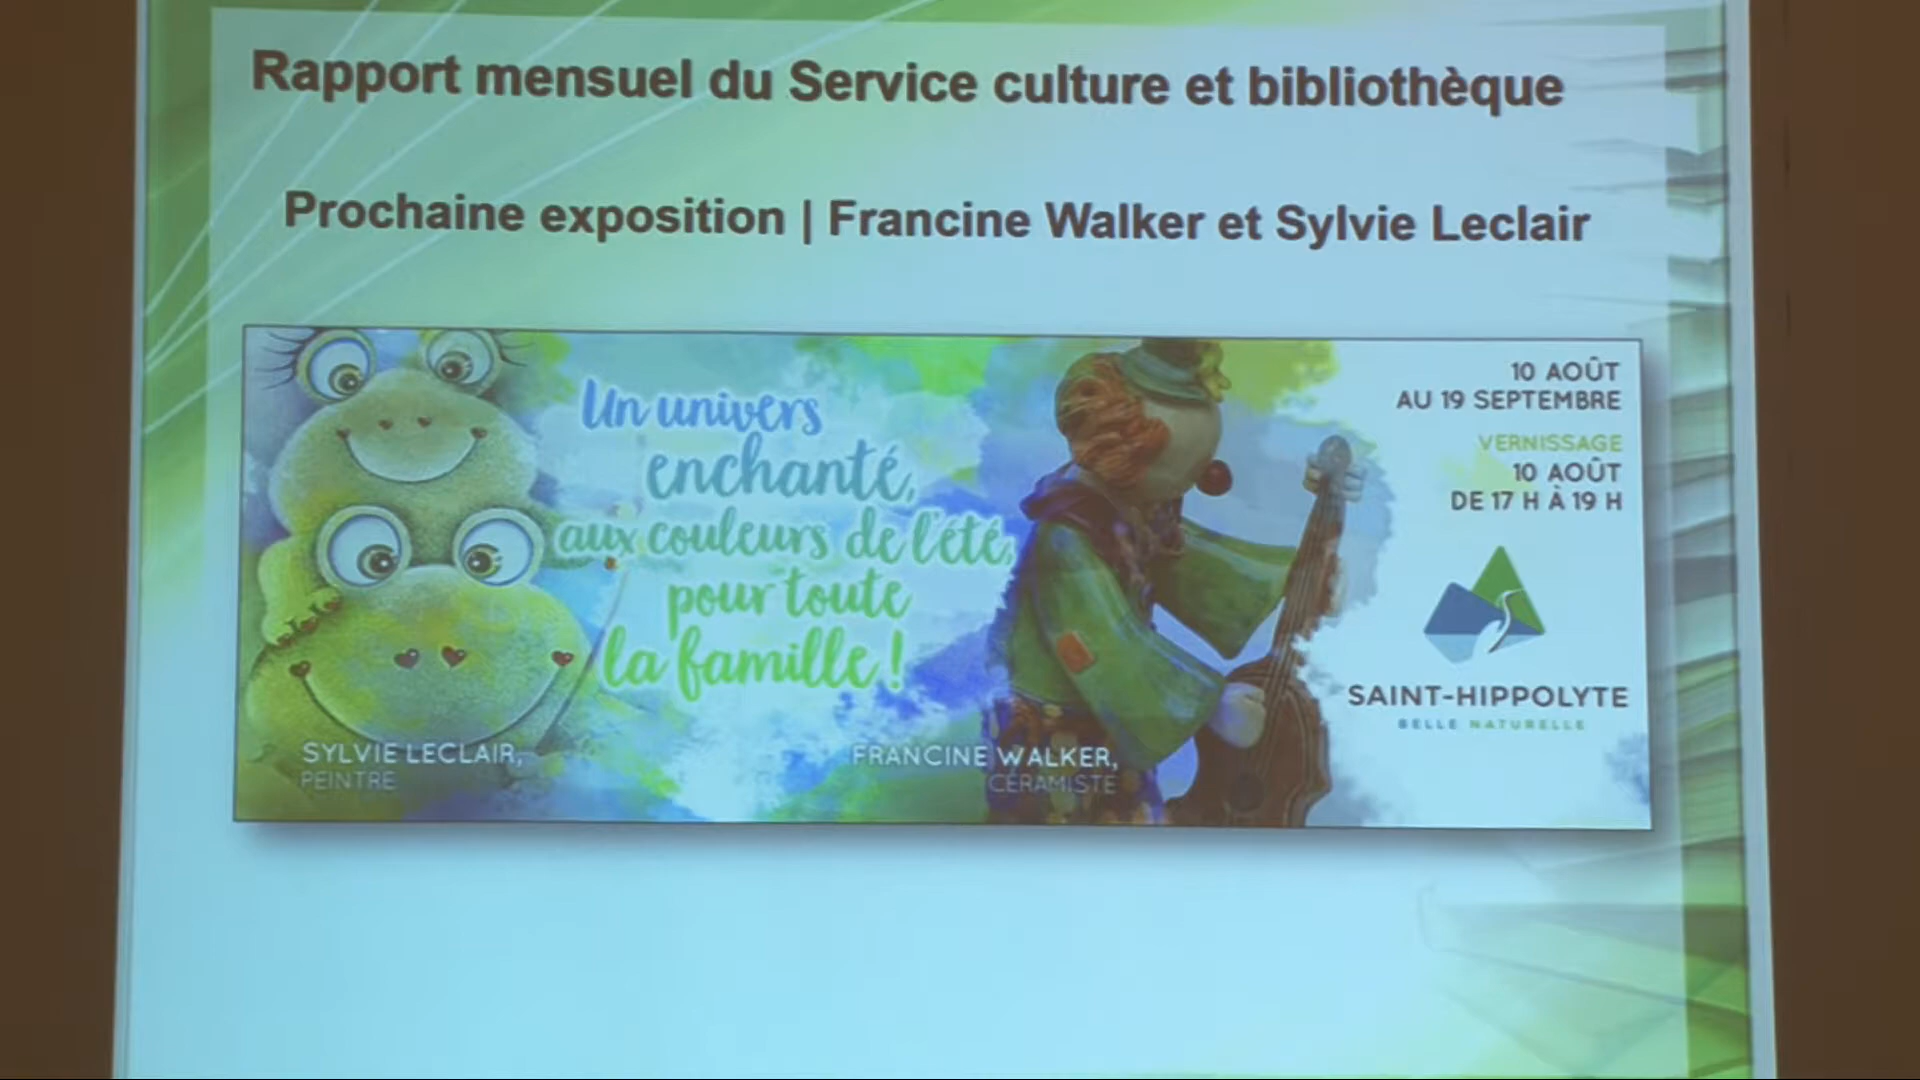 Rapport mensuel du Service culture et bibliothèque
Prochaine exposition | Francine Walker et Sylvie Leclair
Un univers
enchanté,
aux couleurs de l'été,
pour toute
la famille !
SYLVIE LECLAIR,
PEINTRE
FRANCINE WALKER,
CÉRAMISTE
10 AOÛT
AU 19 SEPTEMBRE
VERNISSAGE
10 AOÛT
DE 17 H À 19 H
SAINT-HIPPOLYTE
BELLE NATURELLE